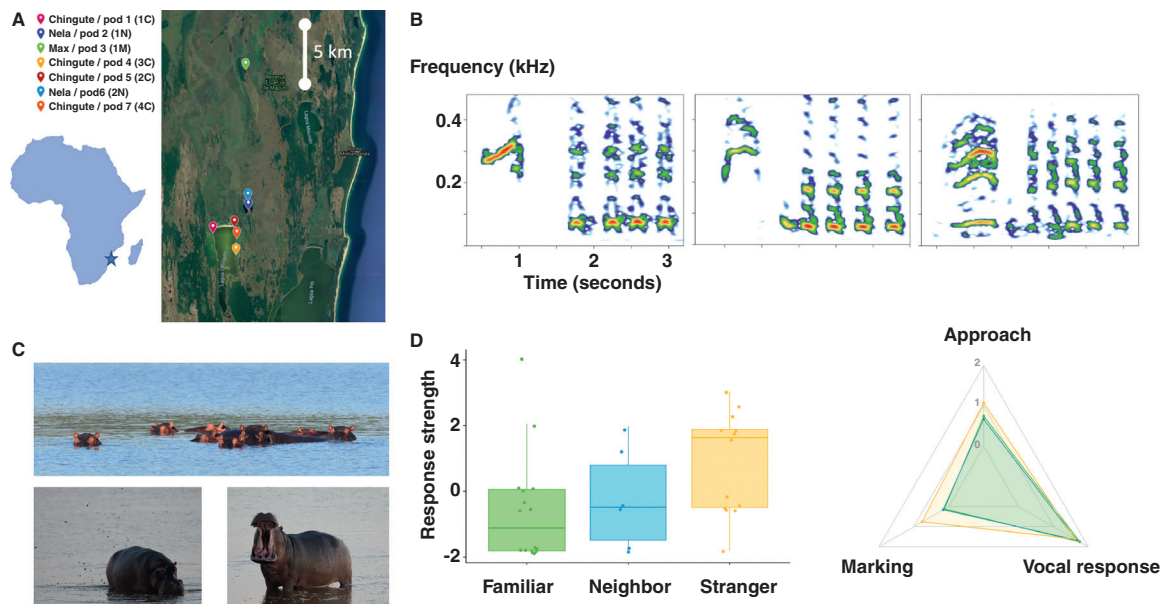 A
Chingute / pod 1 (1C)
Nela / pod 2 (1N)
Max / pod 3 (1M)
Chingute / pod 4 (3C)
Chingute / pod 5 (2C)
Nela / pod6 (2N)
Chingute / pod 7 (4C)
5 km
B
Frequency (kHz)
0.4
0.2
1
2
3
Time (seconds)
C
D
Response strength
4
2
0
-2
Familiar
Neighbor
Stranger
Approach
2
1
0
Marking
Vocal response